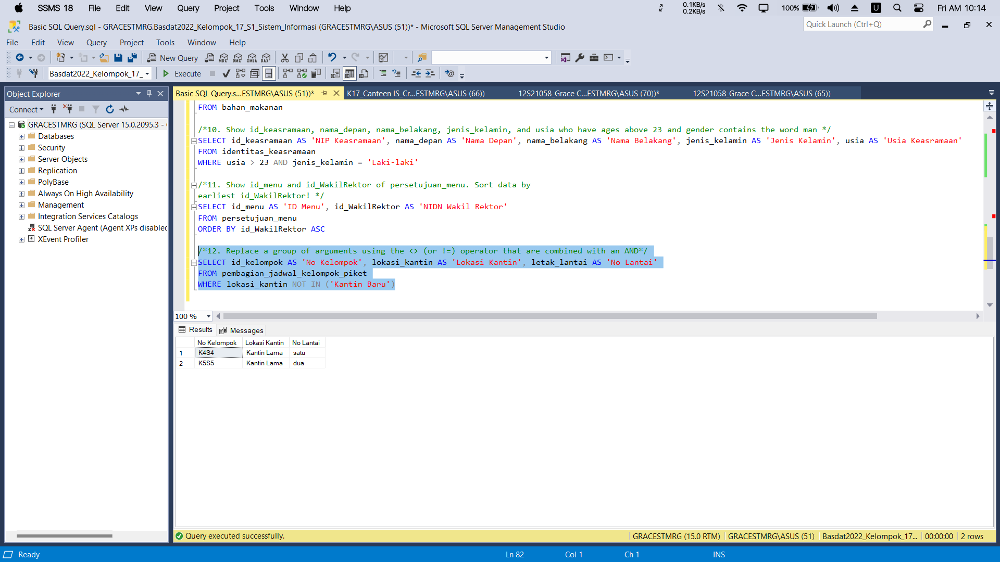 SSMS 18 File Edit View Query Project Tools Window Help 0.1KB/s 0.2KB/s 100% U Fri AM 10:14
Basic SQL Query.sql - GRACESTMRG.Basdat2022_Kelompok_17_S1_Sistem_Informasi (GRACESTMRG\ASUS (51))* - Microsoft SQL Server Management Studio
Quick Launch (Ctrl+Q)
File Edit View Query Project Tools Window Help
New Query MDX DMX XMLA DAX
Basdat2022_Kelompok_17_ Execute
Object Explorer
Connect
GRACESTMRG (SQL Server 15.0.2095.3 -
Databases
Security
Server Objects
Replication
PolyBase
Always On High Availability
Management
Integration Services Catalogs
SQL Server Agent (Agent XPs disabled
XEvent Profiler
Basic SQL Query.s...ESTMRG\ASUS (51))* K17_Canteen IS_Cr...ESTMRG\ASUS (66)) 12S21058_Grace C...ESTMRG\ASUS (70))* 12S21058_Grace C...ESTMRG\ASUS (65))
FROM bahan_makanan
/*10. Show id_keasramaan, nama_depan, nama_belakang, jenis_kelamin, and usia who have ages above 23 and gender contains the word man */
SELECT id_keasramaan AS 'NIP Keasramaan', nama_depan AS 'Nama Depan', nama_belakang AS 'Nama Belakang', jenis_kelamin AS 'Jenis Kelamin', usia AS 'Usia Keasramaan'
FROM identitas_keasramaan
WHERE usia > 23 AND jenis_kelamin = 'Laki-laki'
/*11. Show id_menu and id_WakilRektor of persetujuan_menu. Sort data by
earliest id_WakilRektor! */
SELECT id_menu AS 'ID Menu', id_WakilRektor AS 'NIDN Wakil Rektor'
FROM persetujuan_menu
ORDER BY id_WakilRektor ASC
/*12. Replace a group of arguments using the <> (or !=) operator that are combined with an AND*/
SELECT id_kelompok AS 'No Kelompok', lokasi_kantin AS 'Lokasi Kantin', letak_lantai AS 'No Lantai'
FROM pembagian_jadwal_kelompok_piket
WHERE lokasi_kantin NOT IN ('Kantin Baru')
100 %
Results Messages
No Kelompok Lokasi Kantin No Lantai
1 K4S4 Kantin Lama satu
2 K5S5 Kantin Lama dua
Query executed successfully. GRACESTMRG (15.0 RTM) GRACESTMRG\ASUS (51) Basdat2022_Kelompok_17... 00:00:00 2 rows
Ready Ln 82 Col 1 Ch 1 INS